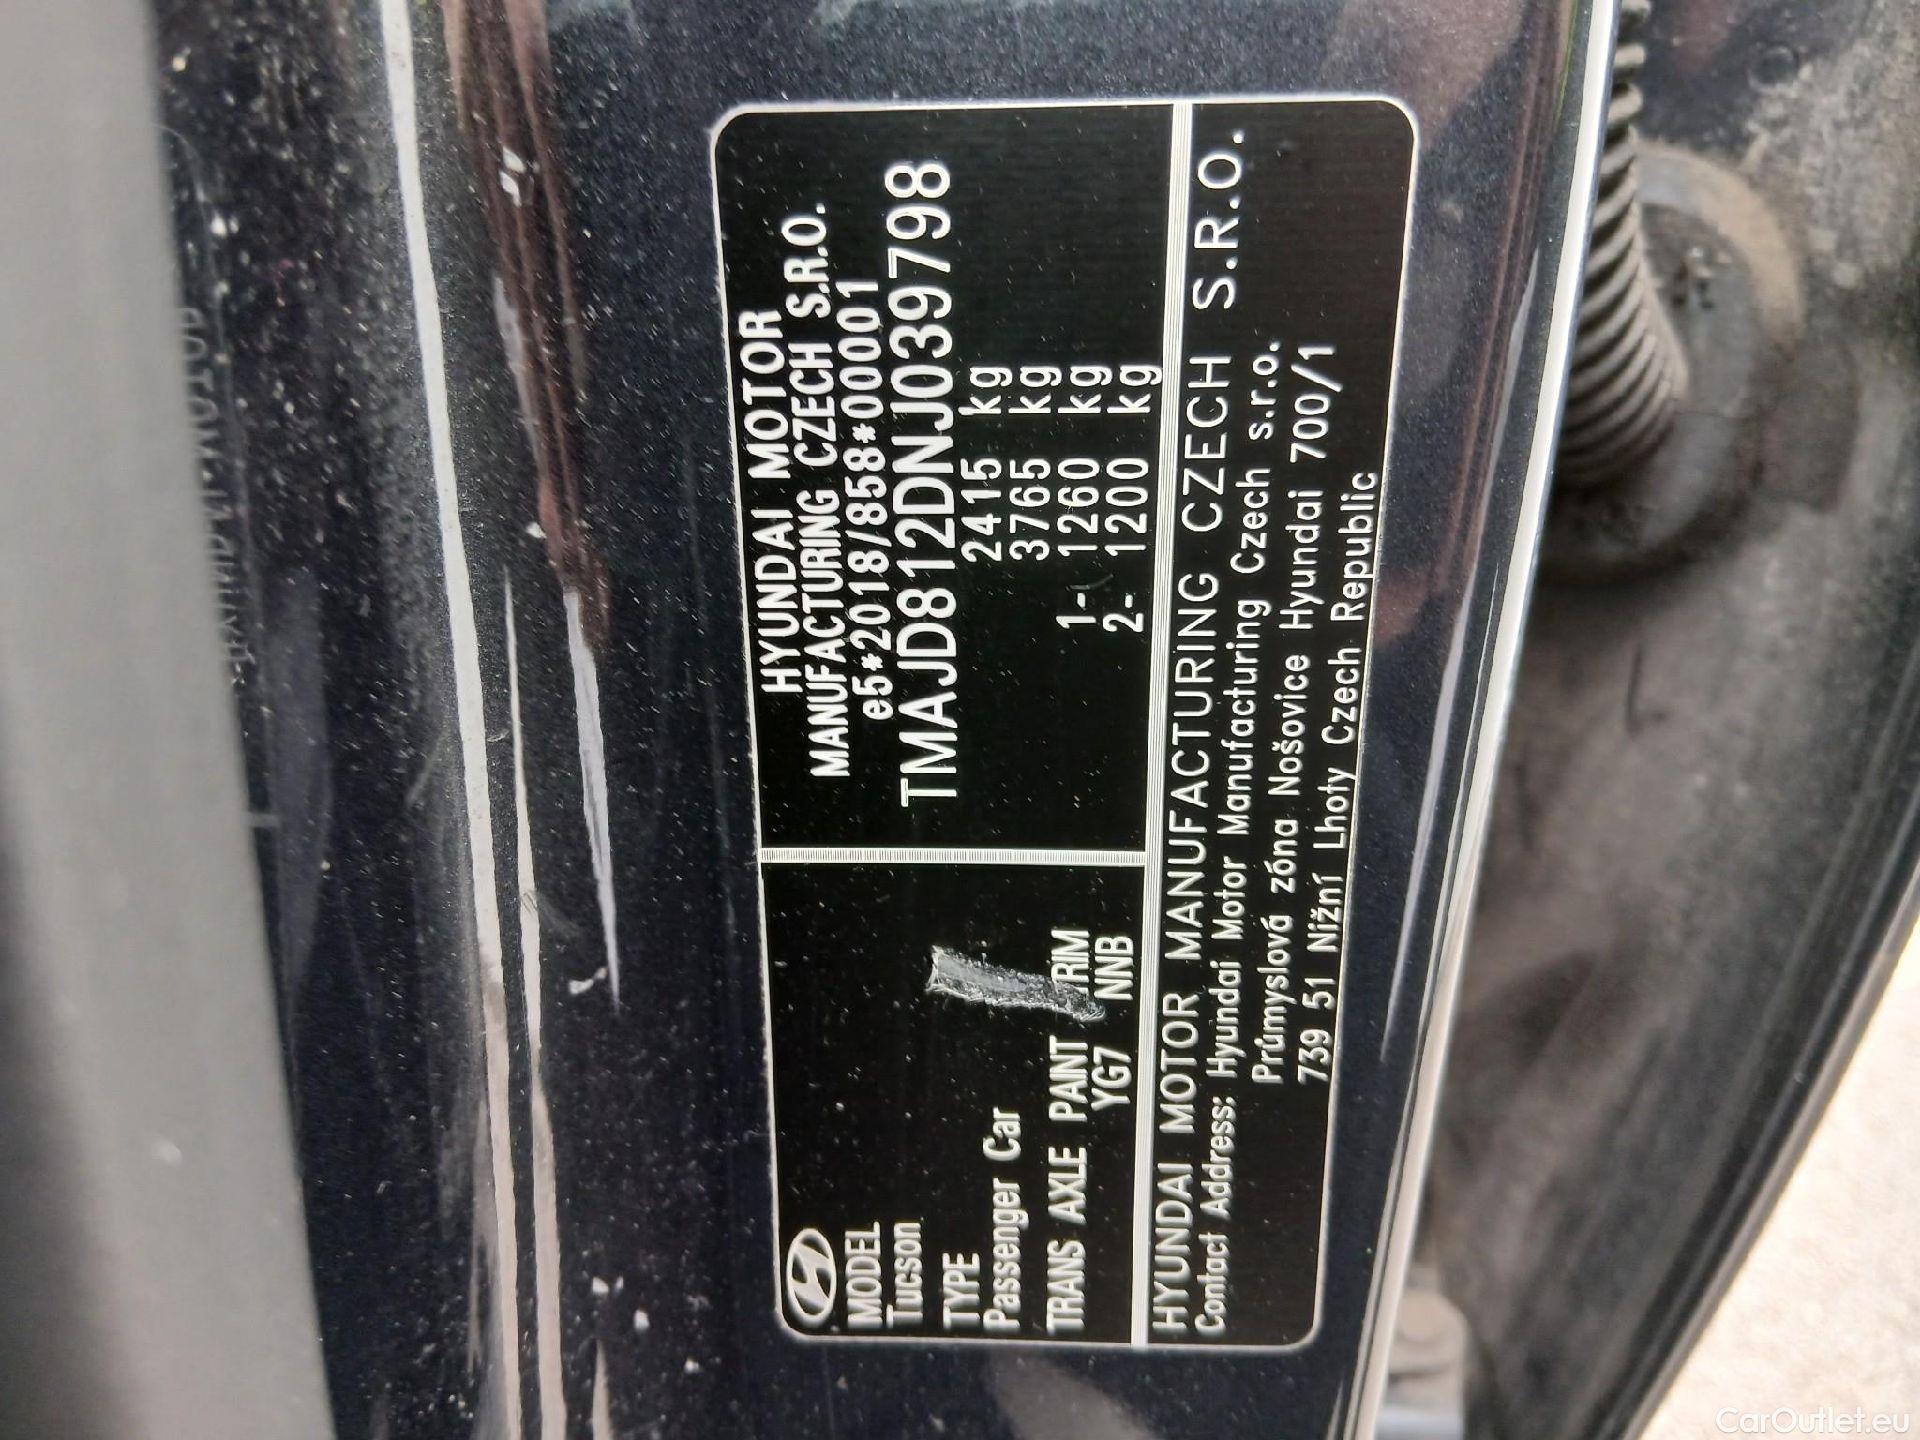 HYUNDAI MOTOR
MANUFACTURING CZECH S.R.O.
e5*2018/858*00001
TMAJD812DNJ039798
2415 kg
3765 kg
1- 1260 kg
2- 1200 kg
MODEL
Tucson
TYPE
Passenger Car
TRANS AXLE PAINT TRIM
YG7 NNB
HYUNDAI MOTOR MANUFACTURING CZECH S.R.O.
Contact Address: Hyundai Motor Manufacturing Czech s.r.o.
Průmyslová zóna Nošovice Hyundai 700/1
739 51 Nižní Lhoty Czech Republic
CarOutlet.eu